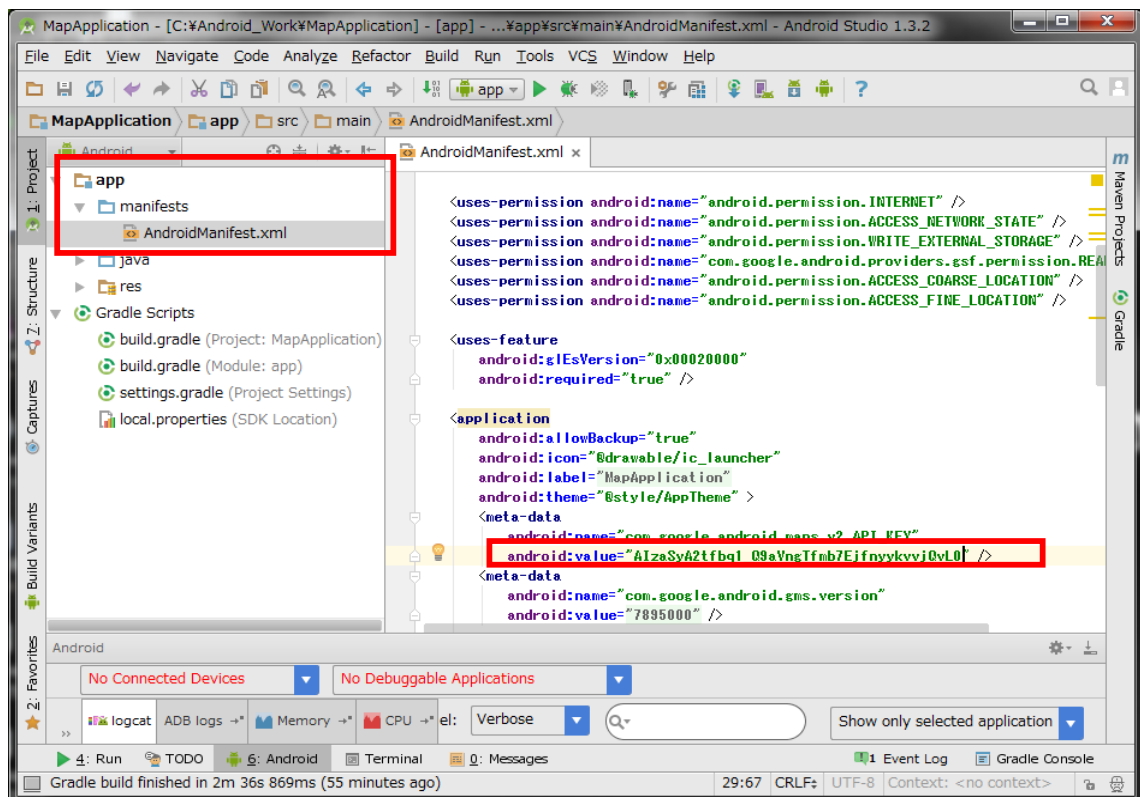 MapApplication - [C:¥Android_Work¥MapApplication] - [app] - ...¥app¥src¥main¥AndroidManifest.xml - Android Studio 1.3.2
File Edit View Navigate Code Analyze Refactor Build Run Tools VCS Window Help
app
MapApplication app src main AndroidManifest.xml
Android
AndroidManifest.xml
1: Project
7: Structure
Captures
Build Variants
2: Favorites
app
manifests
AndroidManifest.xml
java
res
Gradle Scripts
build.gradle (Project: MapApplication)
build.gradle (Module: app)
settings.gradle (Project Settings)
local.properties (SDK Location)
<uses-permission android:name="android.permission.INTERNET" />
<uses-permission android:name="android.permission.ACCESS_NETWORK_STATE" />
<uses-permission android:name="android.permission.WRITE_EXTERNAL_STORAGE" />
<uses-permission android:name="com.google.android.providers.gsf.permission.REA
<uses-permission android:name="android.permission.ACCESS_COARSE_LOCATION" />
<uses-permission android:name="android.permission.ACCESS_FINE_LOCATION" />
<uses-feature
android:glEsVersion="0x00020000"
android:required="true" />
<application
android:allowBackup="true"
android:icon="@drawable/ic_launcher"
android:label="MapApplication"
android:theme="@style/AppTheme" >
<meta-data
android:name="com.google.android.maps.v2.API_KEY"
android:value="AIzaSyA2tfbq1_Q9aVngTfmb7EjfnyykvvjQvL0" />
<meta-data
android:name="com.google.android.gms.version"
android:value="7895000" />
m
Maven Projects
Gradle
Android
No Connected Devices
No Debuggable Applications
logcat ADB logs Memory CPU el: Verbose
Show only selected application
4: Run TODO 6: Android Terminal 0: Messages 1 Event Log Gradle Console
Gradle build finished in 2m 36s 869ms (55 minutes ago) 29:67 CRLF UTF-8 Context: <no context>